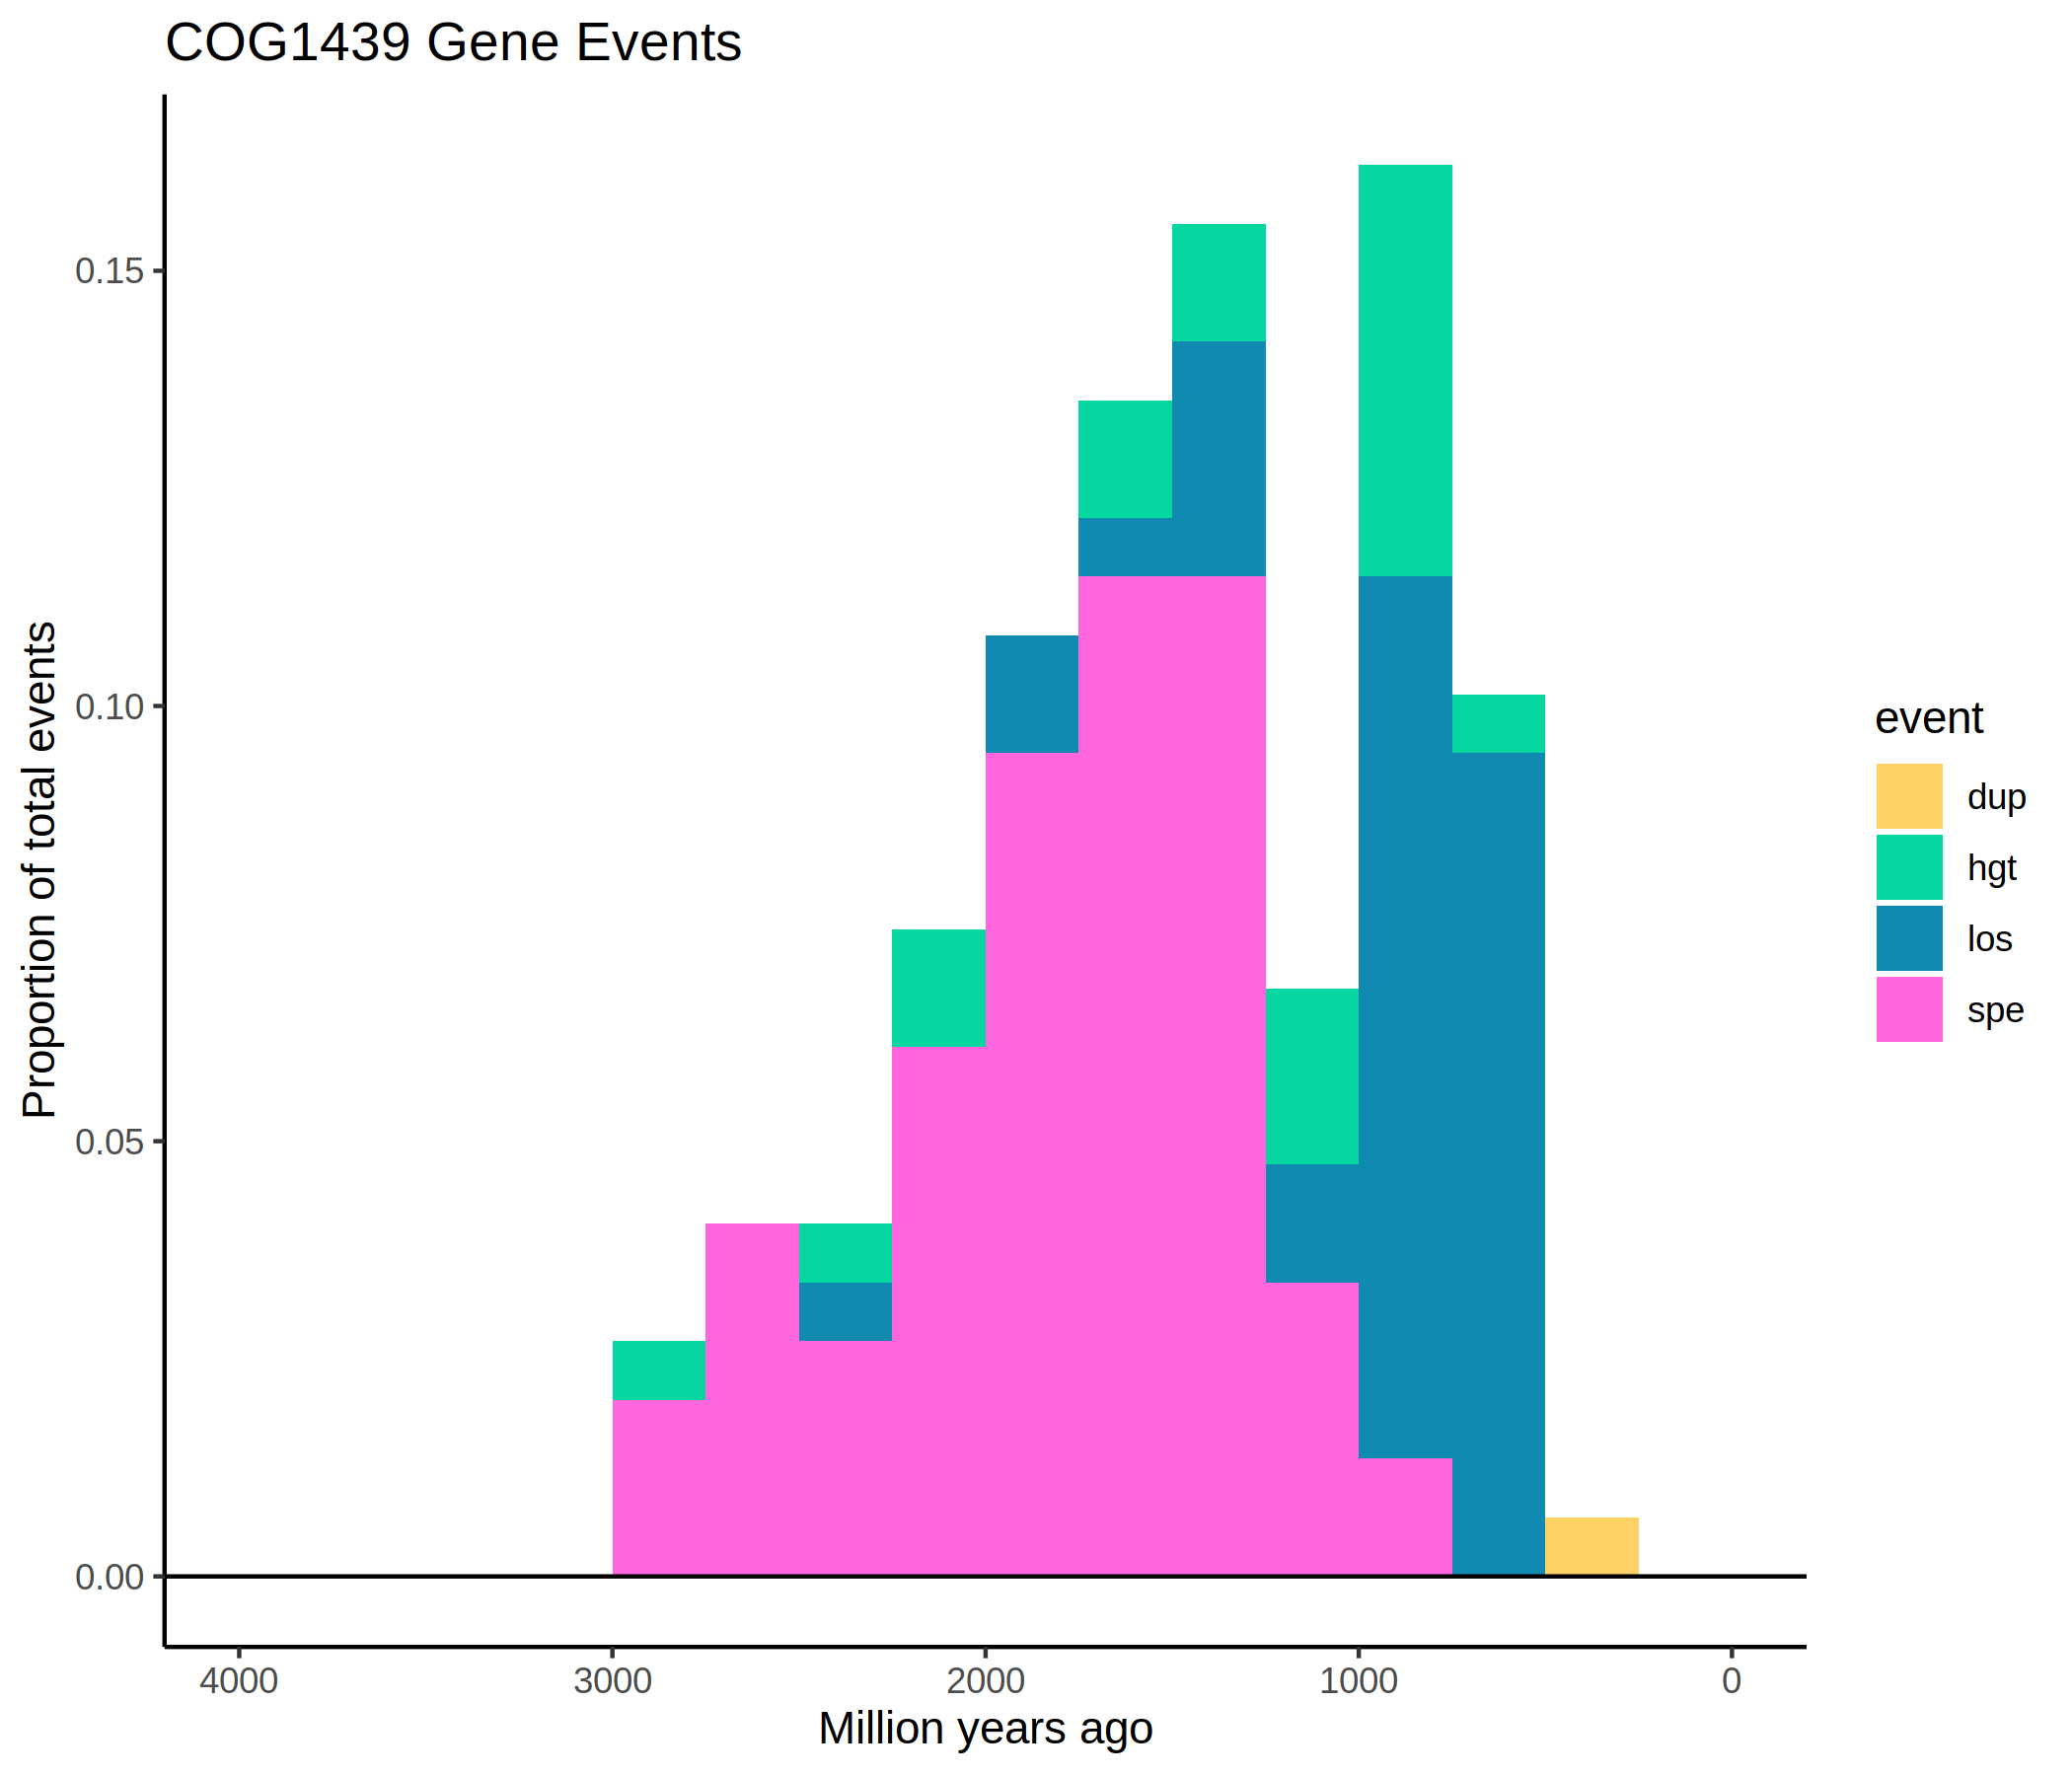 COG1439 Gene Events
Proportion of total events
0.15
0.10
0.05
0.00
4000
3000
2000
1000
0
Million years ago
event
dup
hgt
los
spe